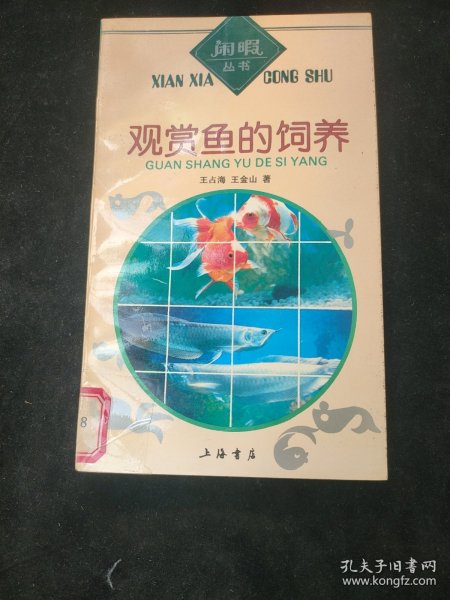 闲暇
丛书
XIAN XIA CONG SHU
观赏鱼的饲养
GUAN SHANG YU DE SI YANG
王占海 王金山 著
8
上海书店
孔夫子旧书网
www.kongfz.com